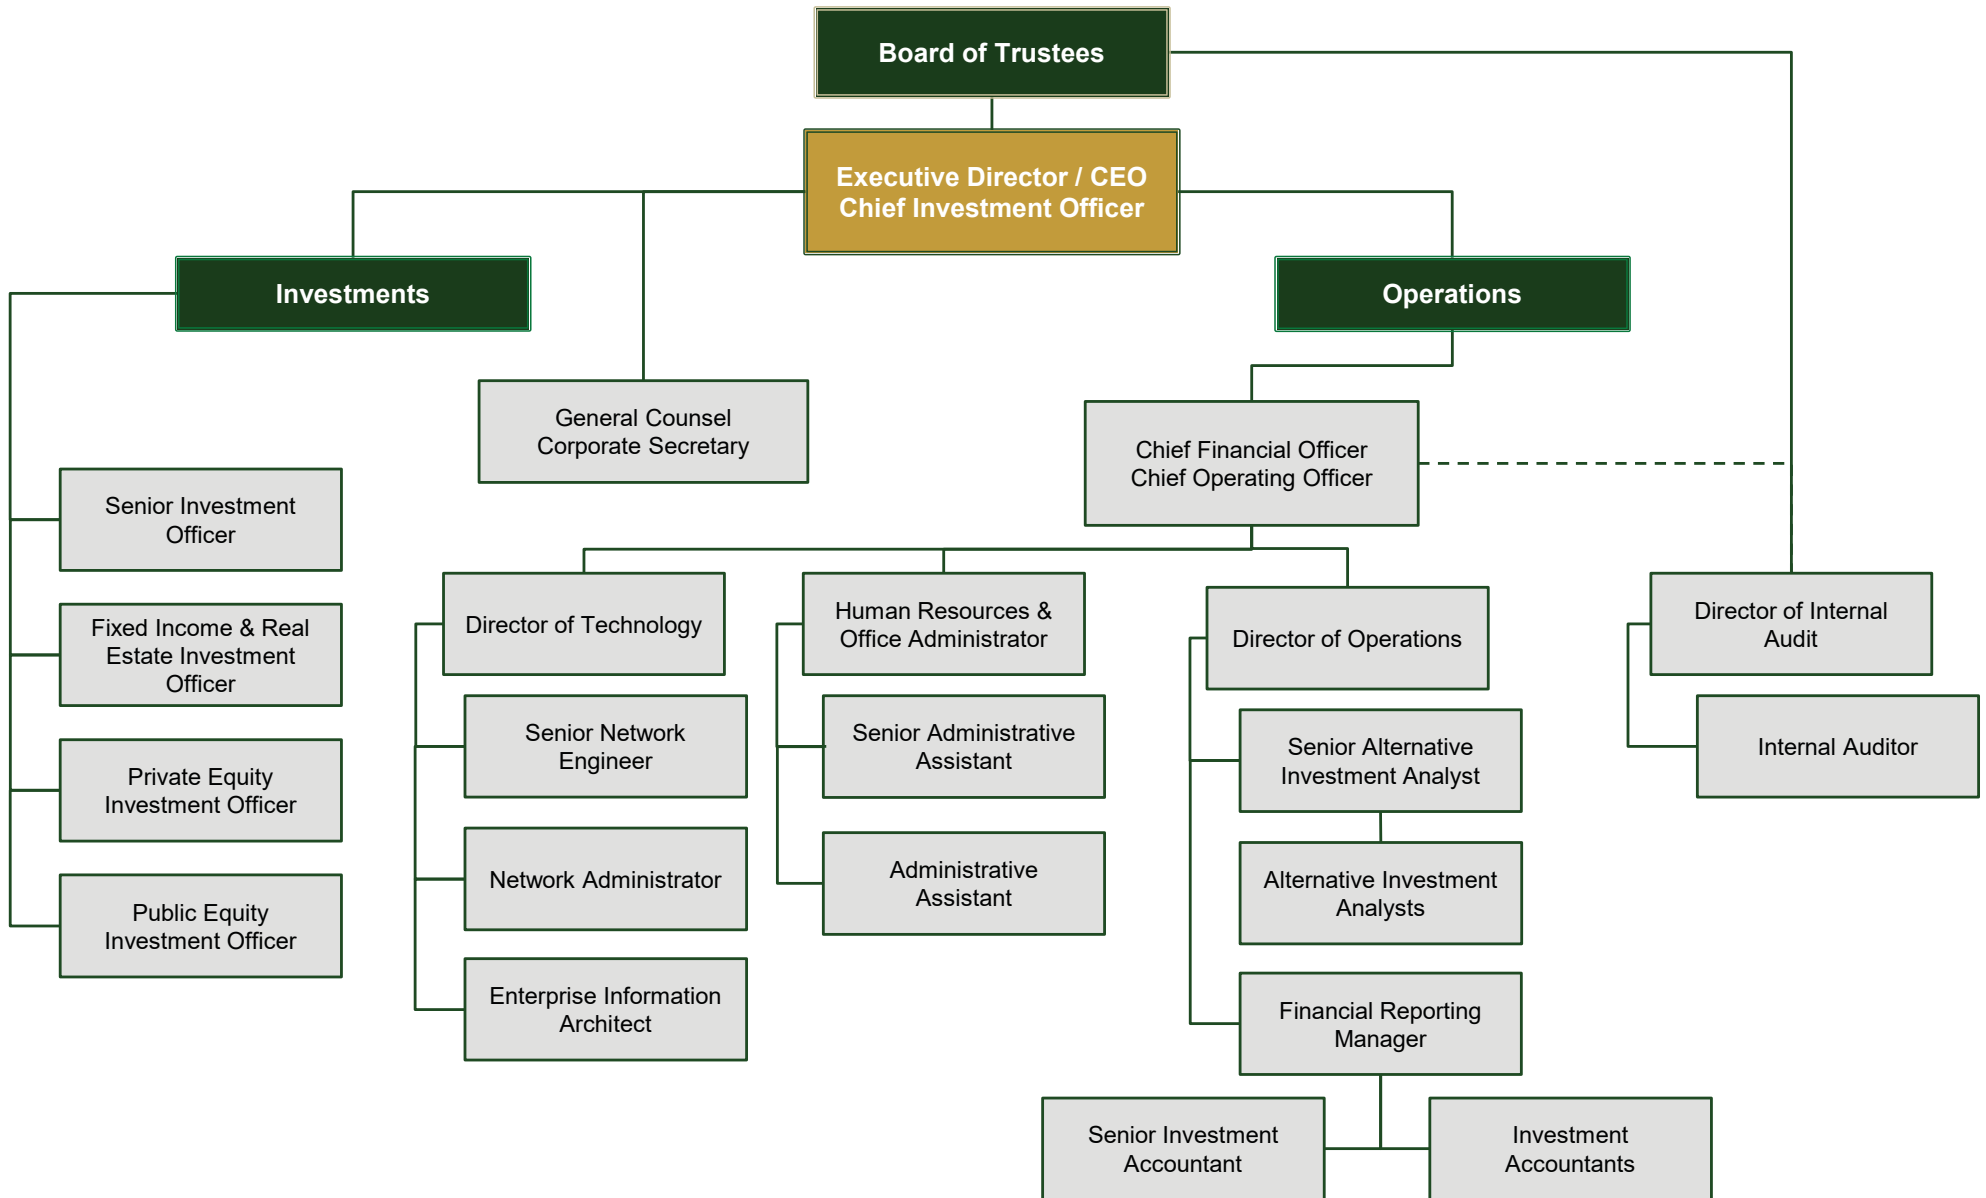 Board of Trustees
Executive Director / CEO
Chief Investment Officer
Investments
Operations
General Counsel
Corporate Secretary
Chief Financial Officer
Chief Operating Officer
Senior Investment
Officer
Fixed Income & Real
Estate Investment
Officer
Private Equity
Investment Officer
Public Equity
Investment Officer
Director of Technology
Senior Network
Engineer
Network Administrator
Enterprise Information
Architect
Human Resources &
Office Administrator
Senior Administrative
Assistant
Administrative
Assistant
Director of Operations
Senior Alternative
Investment Analyst
Alternative Investment
Analysts
Financial Reporting
Manager
Senior Investment
Accountant
Investment
Accountants
Director of Internal
Audit
Internal Auditor